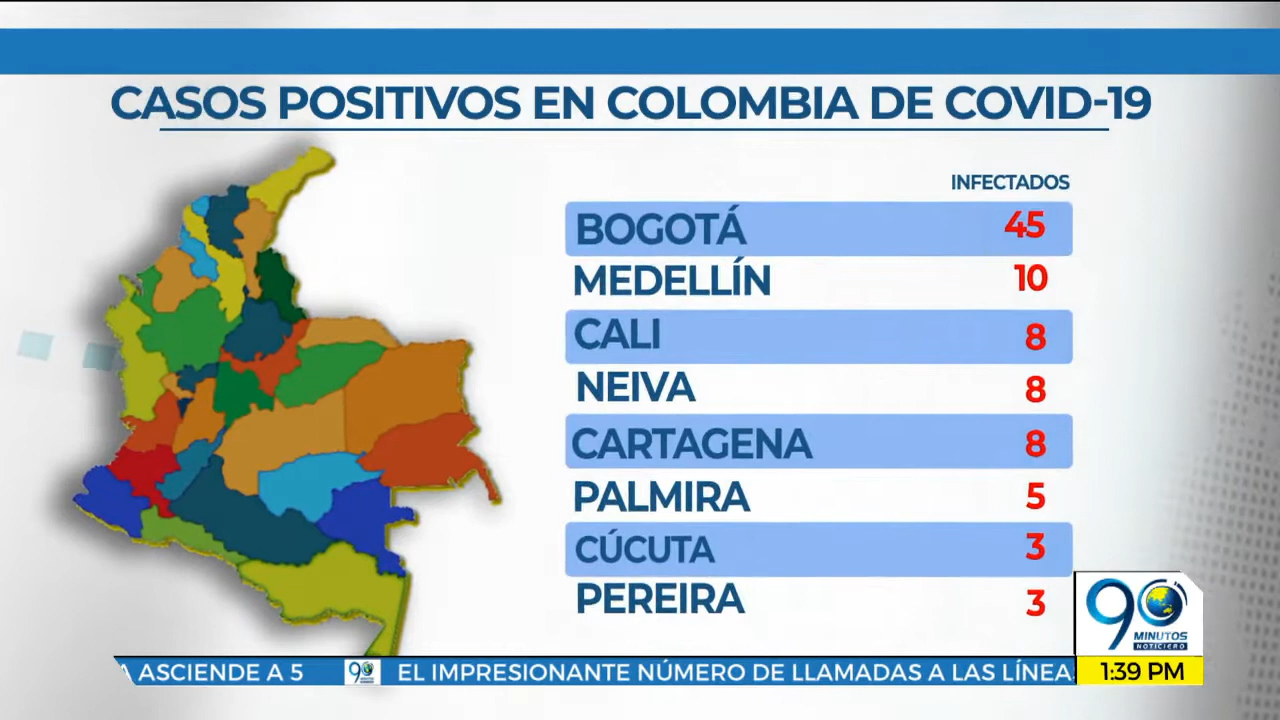 CASOS POSITIVOS EN COLOMBIA DE COVID-19
INFECTADOS
BOGOTÁ 45
MEDELLÍN 10
CALI 8
NEIVA 8
CARTAGENA 8
PALMIRA 5
CÚCUTA 3
PEREIRA 3
90
MINUTOS
NOTICIERO
A ASCIENDE A 5 90 EL IMPRESIONANTE NÚMERO DE LLAMADAS A LAS LÍNEA
1:39 PM